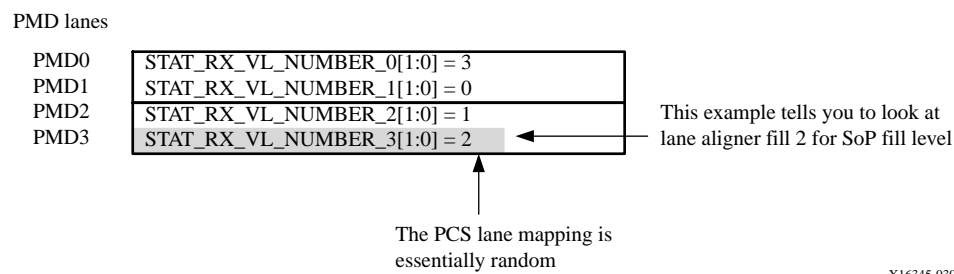 PMD lanes
PMD0 STAT_RX_VL_NUMBER_0[1:0] = 3
PMD1 STAT_RX_VL_NUMBER_1[1:0] = 0
PMD2 STAT_RX_VL_NUMBER_2[1:0] = 1
PMD3 STAT_RX_VL_NUMBER_3[1:0] = 2
This example tells you to look at
lane aligner fill 2 for SoP fill level
The PCS lane mapping is
essentially random